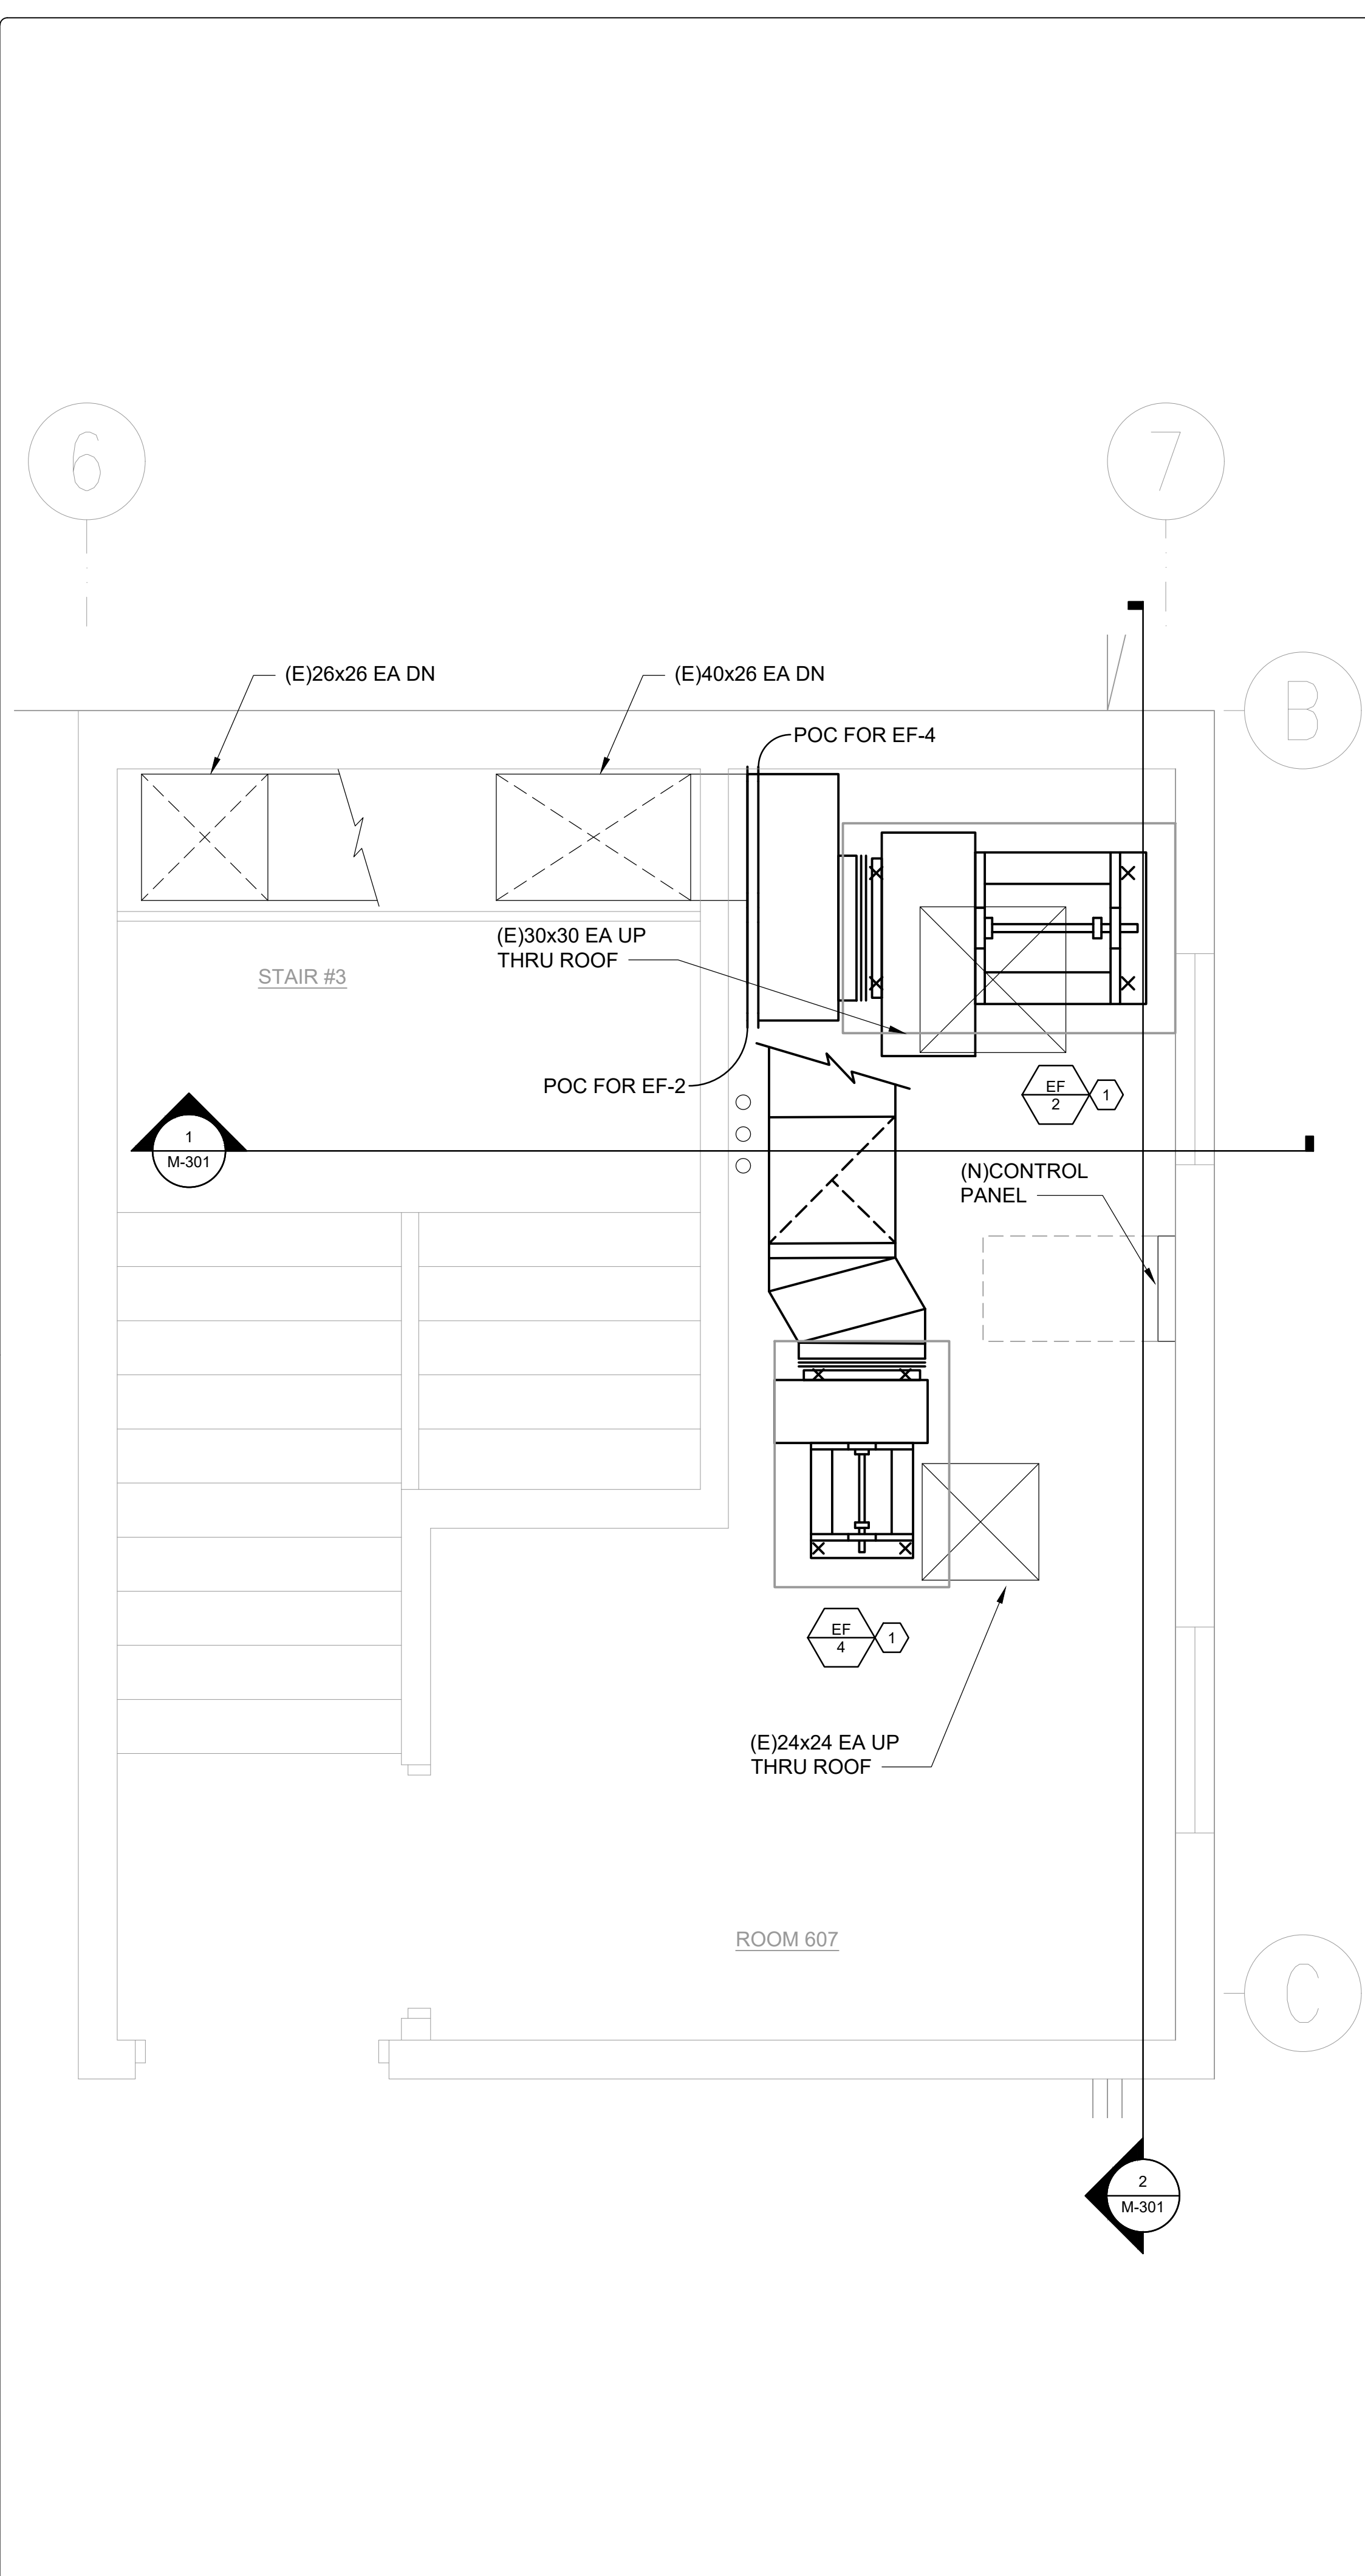 6
7
(E)26x26 EA DN
(E)40x26 EA DN
B
POC FOR EF-4
(E)30x30 EA UP
THRU ROOF
STAIR #3
POC FOR EF-2
EF
2
1
1
M-301
(N)CONTROL
PANEL
EF
4
1
(E)24x24 EA UP
THRU ROOF
ROOM 607
C
2
M-301